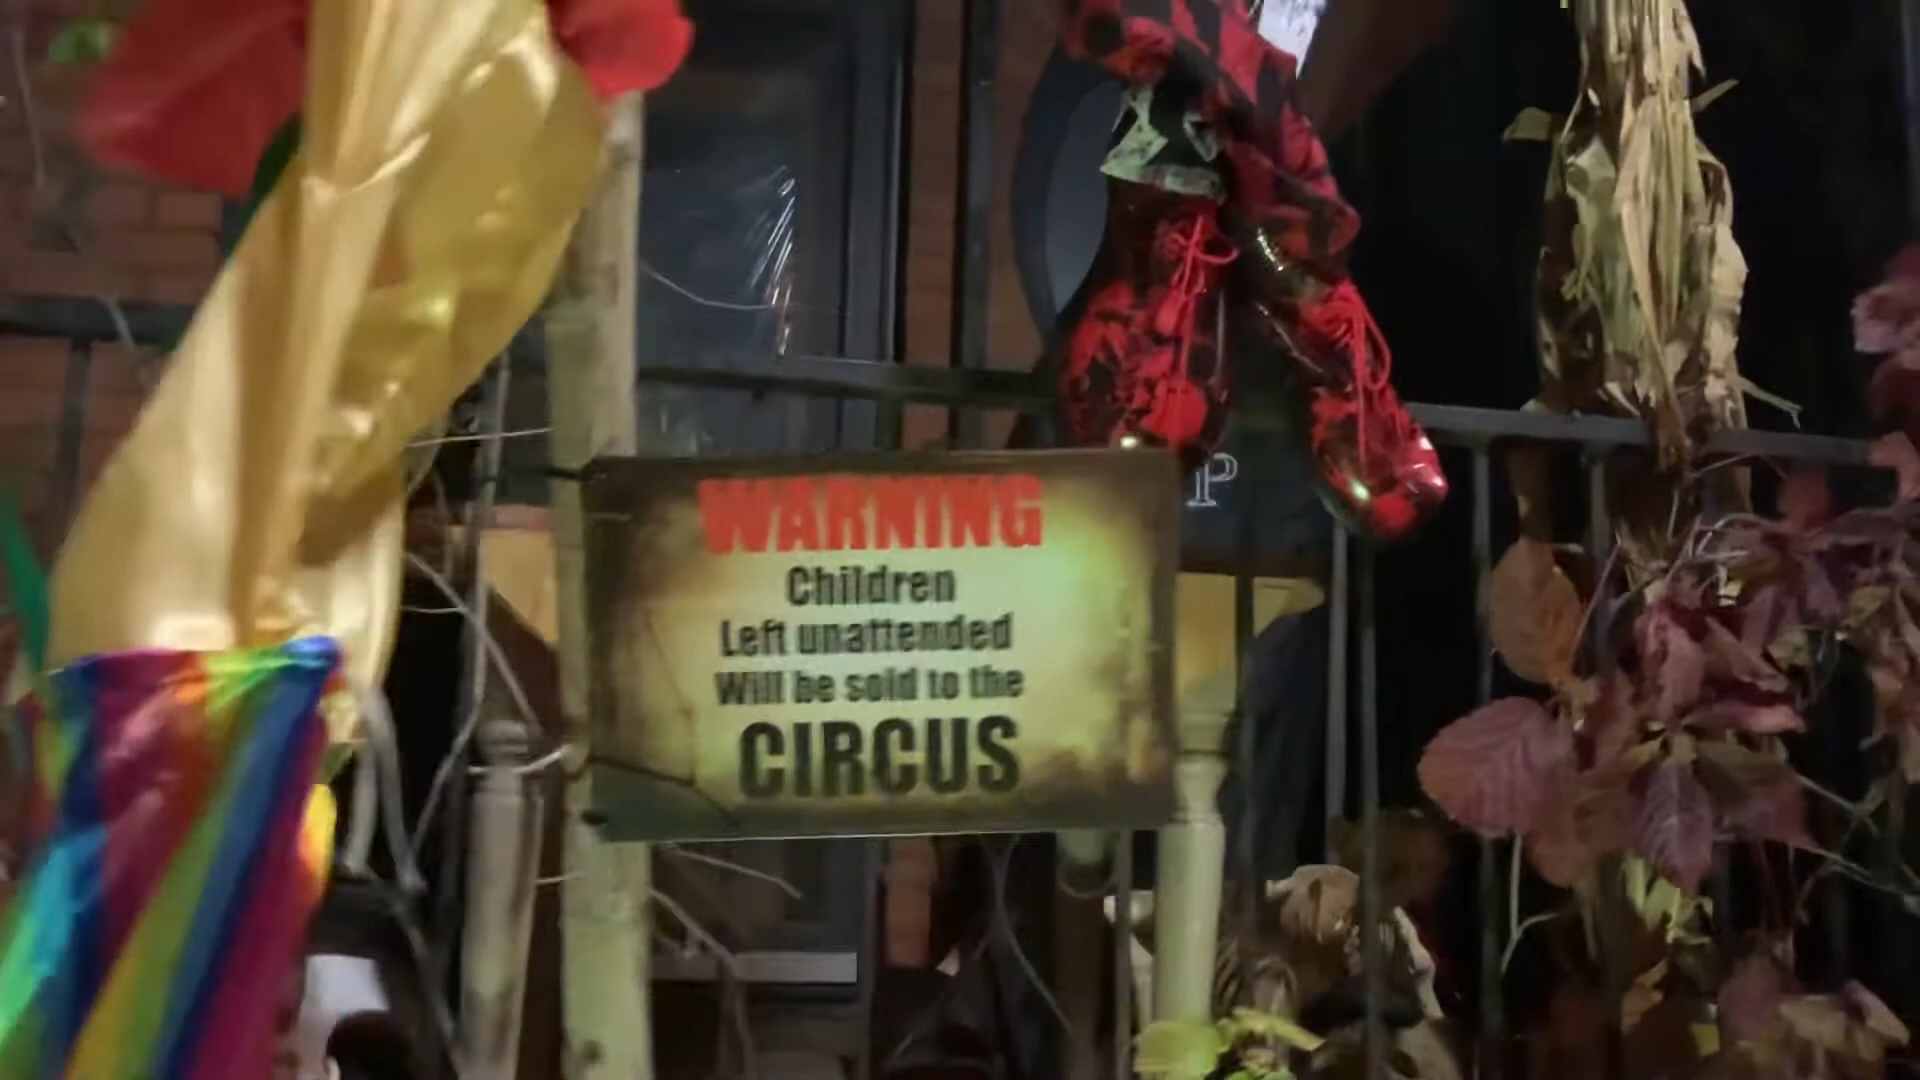 WARNING
Children
Left unattended
Will be sold to the
CIRCUS
P